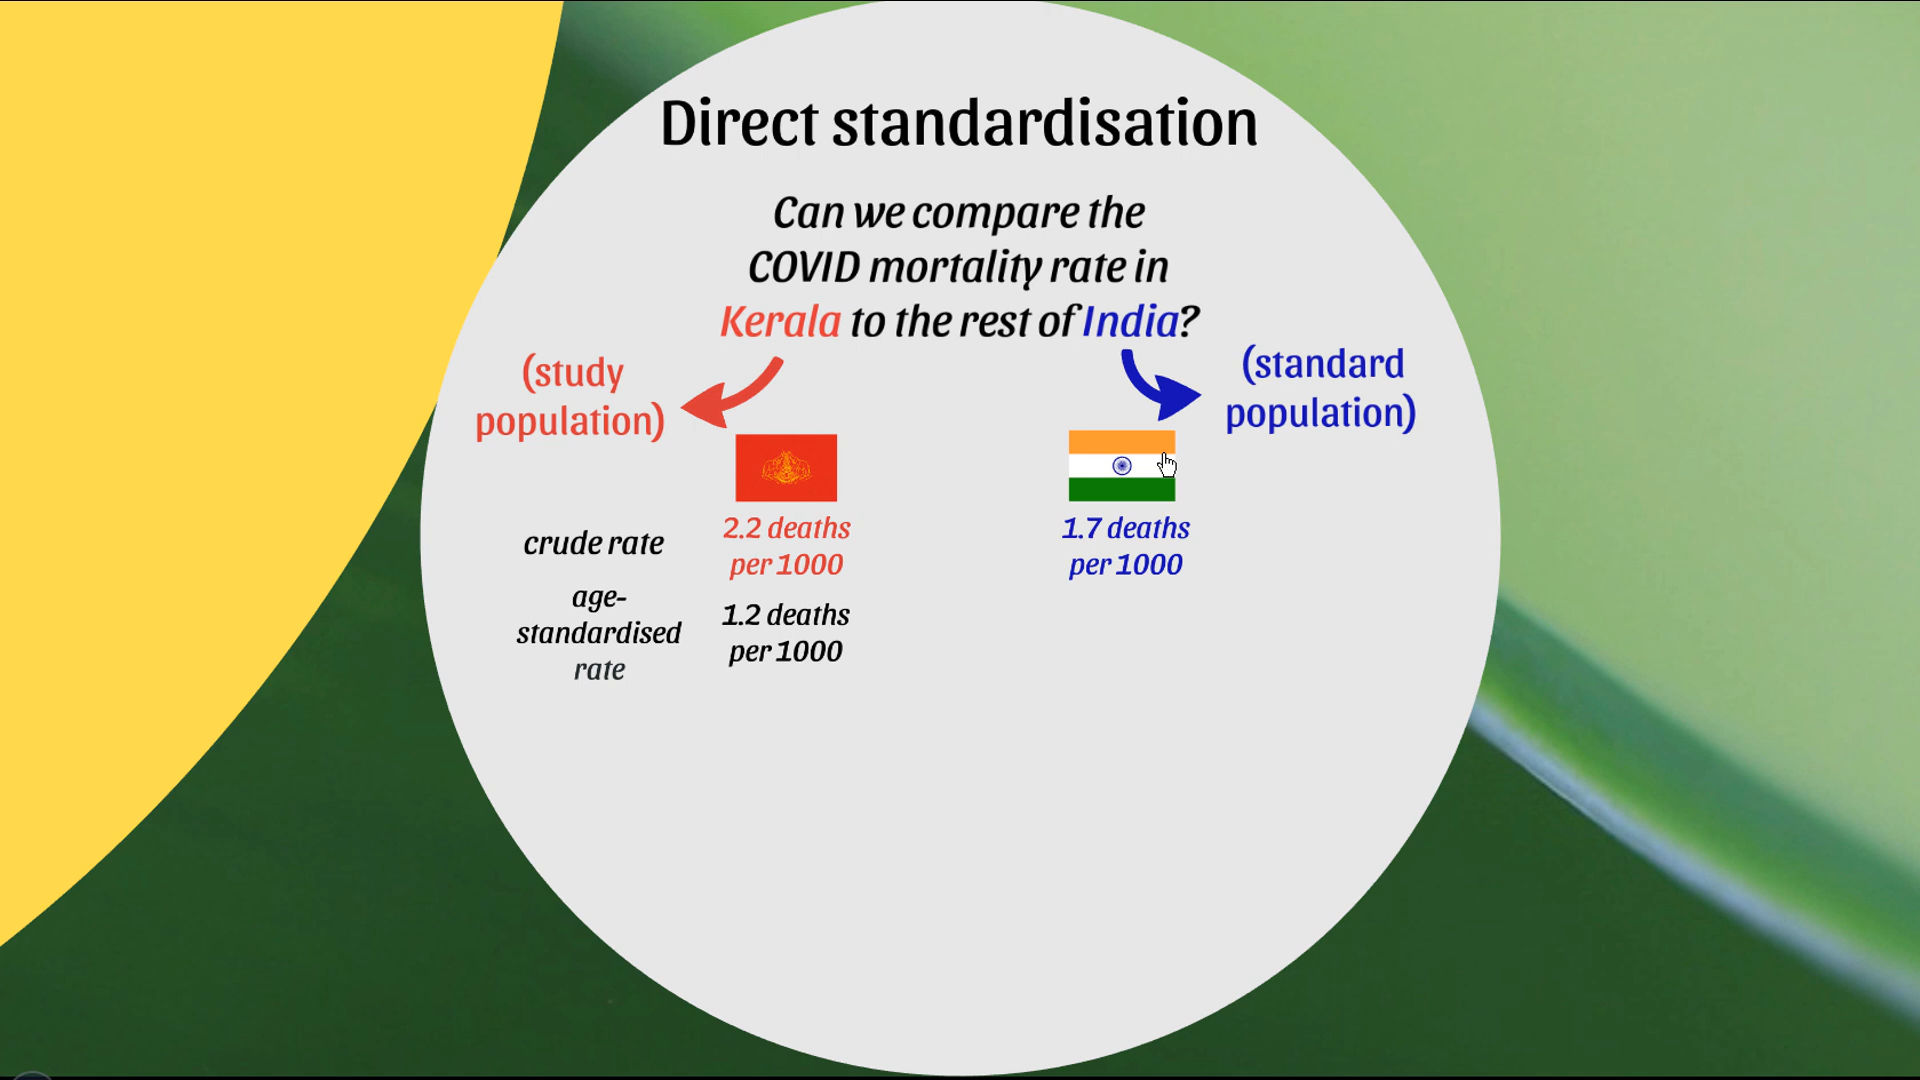 Direct standardisation
Can we compare the
COVID mortality rate in
Kerala to the rest of India?
(study
population)
(standard
population)
crude rate
2.2 deaths
per 1000
1.7 deaths
per 1000
age-
standardised
rate
1.2 deaths
per 1000